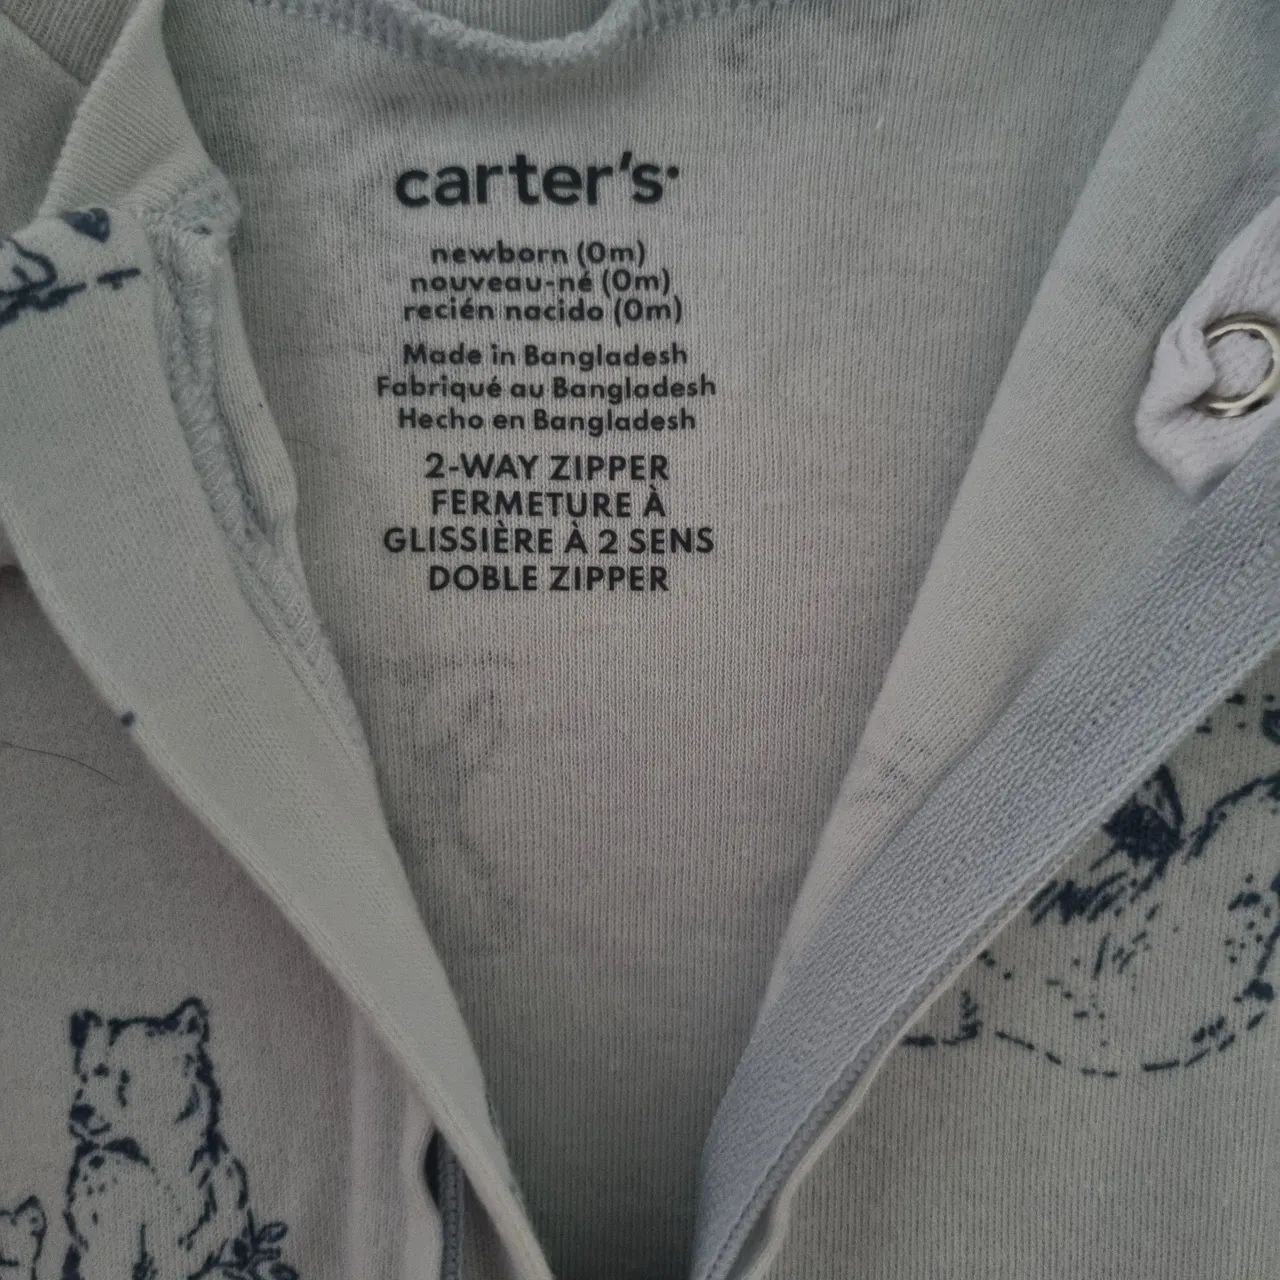 carter's
newborn (0m)
nouveau-né (0m)
recién nacido (0m)
Made in Bangladesh
Fabriqué au Bangladesh
Hecho en Bangladesh
2-WAY ZIPPER
FERMETURE À
GLISSIÈRE À 2 SENS
DOBLE ZIPPER